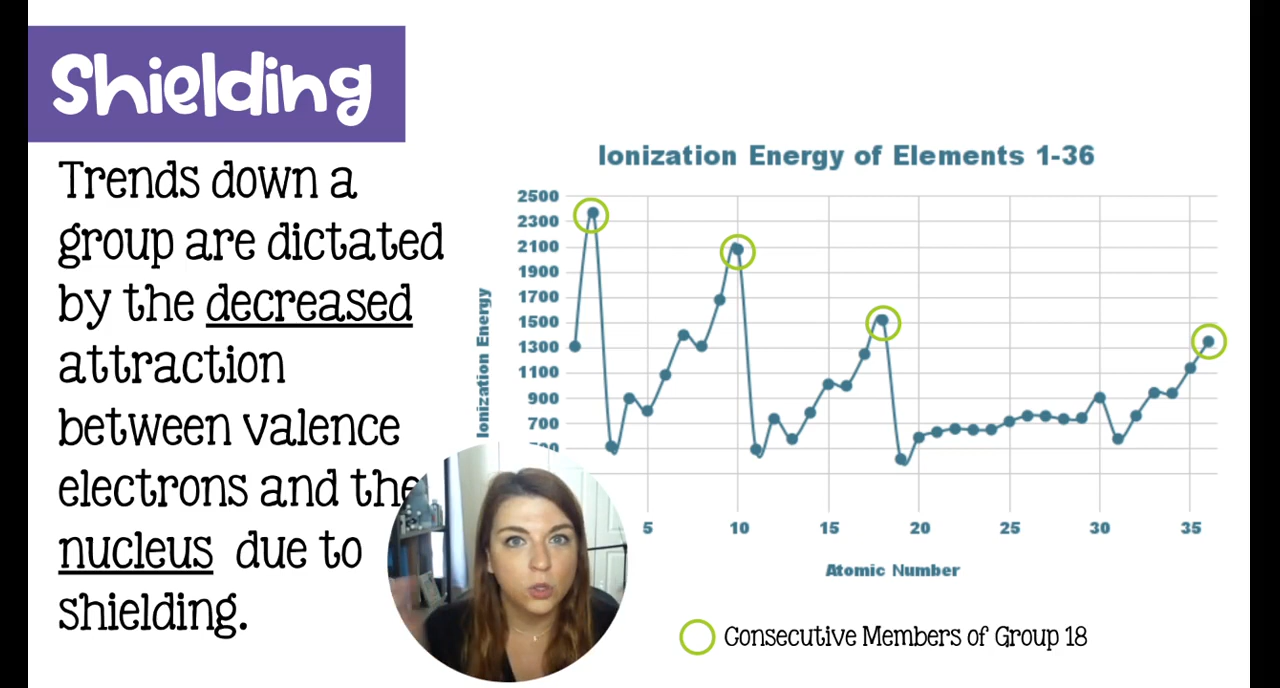 Shielding
Trends down a
group are dictated
by the decreased
attraction
between valence
electrons and the
nucleus due to
shielding.
Ionization Energy of Elements 1-36
Ionization Energy
2500
2300
2100
1900
1700
1500
1300
1100
900
700
5
10
15
20
25
30
35
Atomic Number
Consecutive Members of Group 18